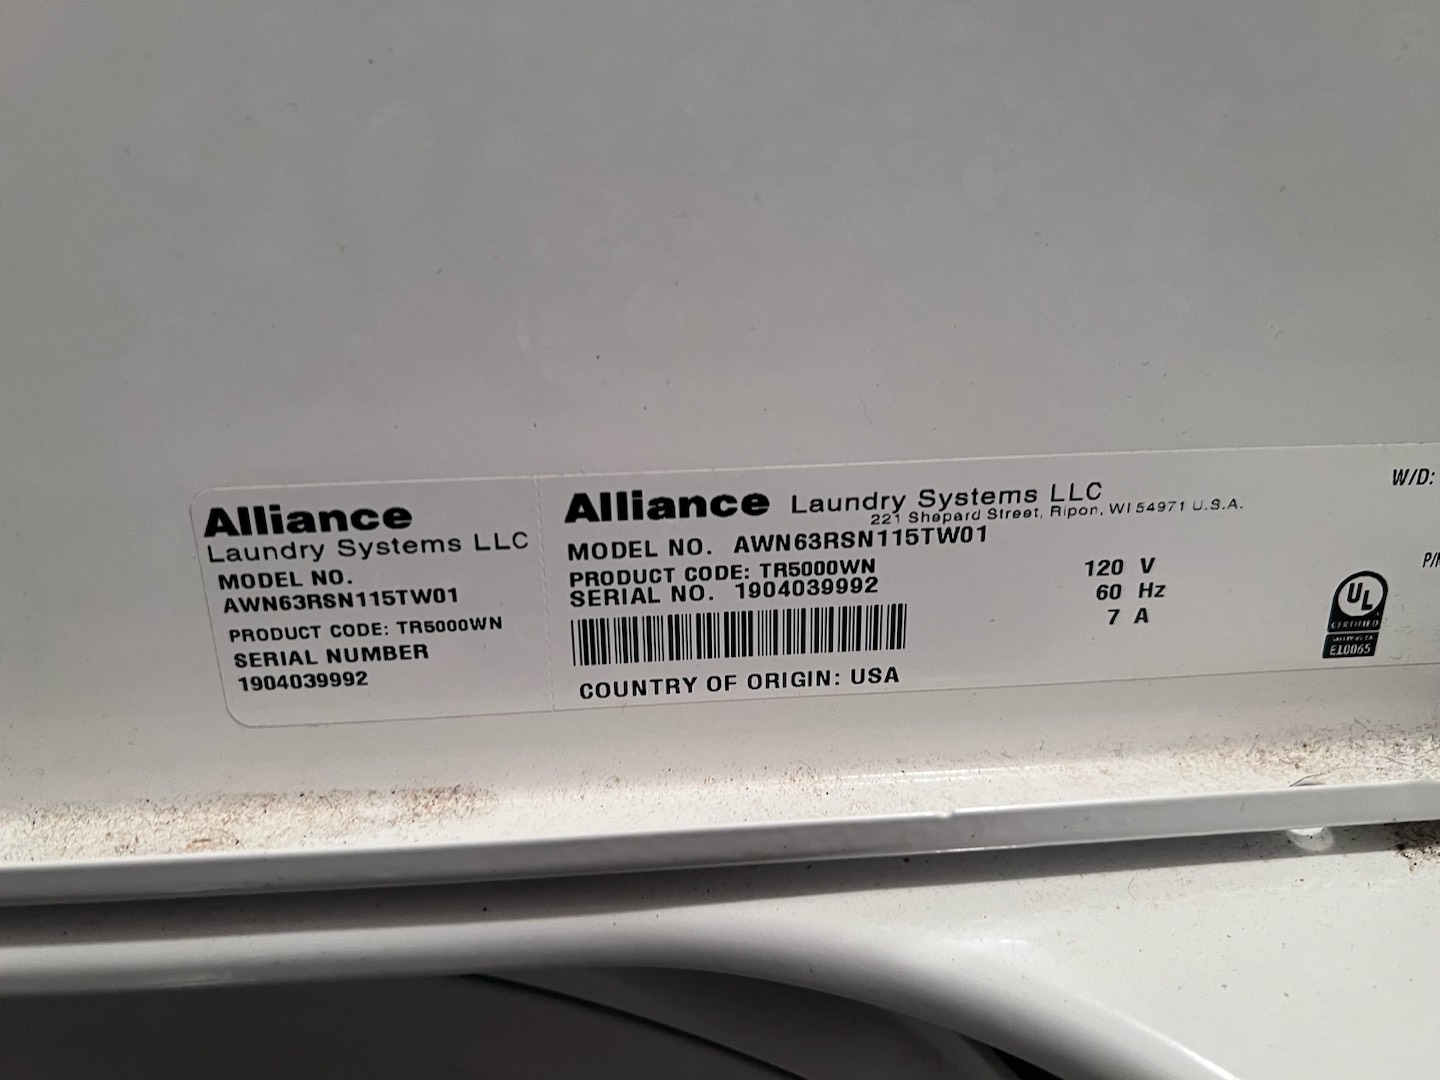 Alliance
Laundry Systems LLC
MODEL NO.
AWN63RSN115TW01
PRODUCT CODE: TR5000WN
SERIAL NUMBER
1904039992
Alliance Laundry Systems LLC
221 Shepard Street, Ripon, WI 54971 U.S.A.
MODEL NO. AWN63RSN115TW01
PRODUCT CODE: TR5000WN
SERIAL NO. 1904039992
COUNTRY OF ORIGIN: USA
120 V
60 Hz
7 A
W/D:
UL
CERTIFIED
E10065